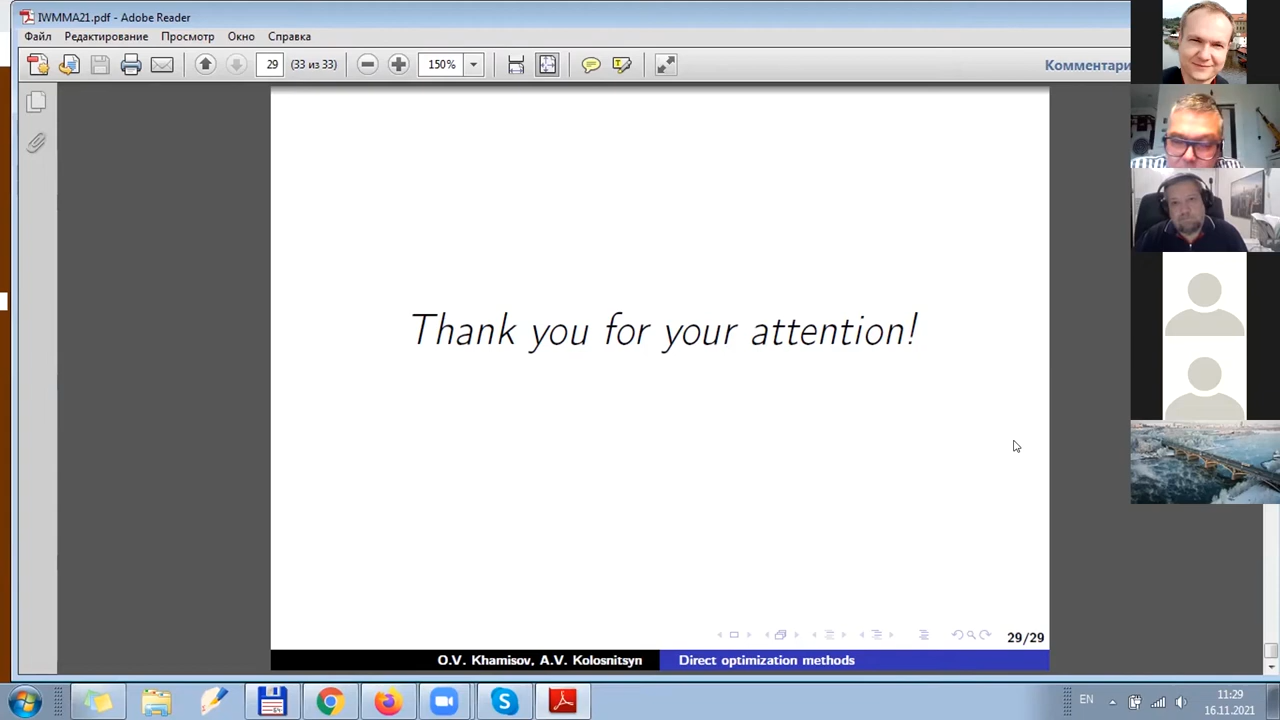 IWMMA21.pdf - Adobe Reader
Файл Редактирование Просмотр Окно Справка
29 (33 из 33) 150% Комментари
Thank you for your attention!
29/29
O.V. Khamisov, A.V. Kolosnitsyn Direct optimization methods
EN 11:29
16.11.2021